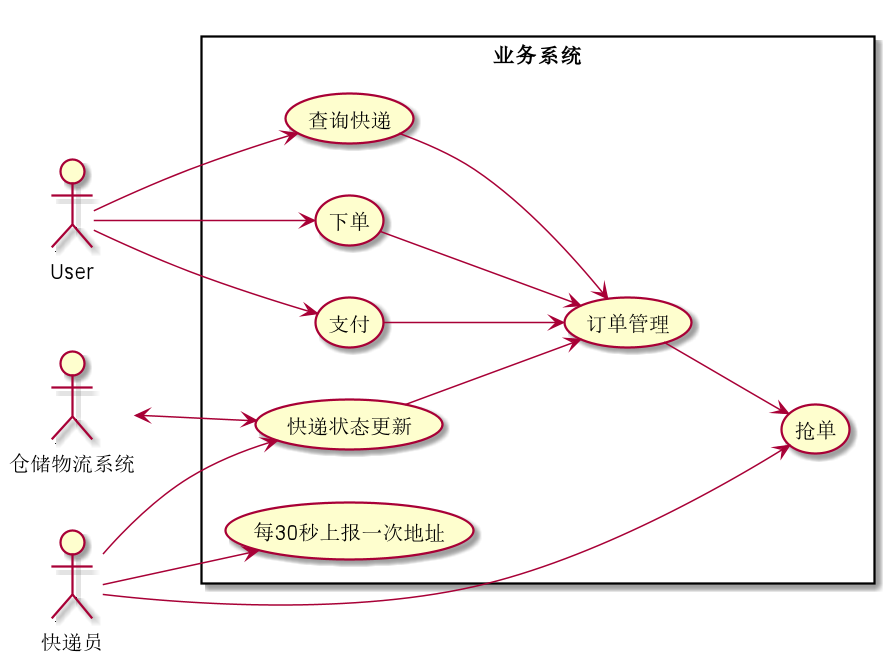 业务系统
查询快递
下单
User
支付
订单管理
快递状态更新
抢单
仓储物流系统
每30秒上报一次地址
快递员